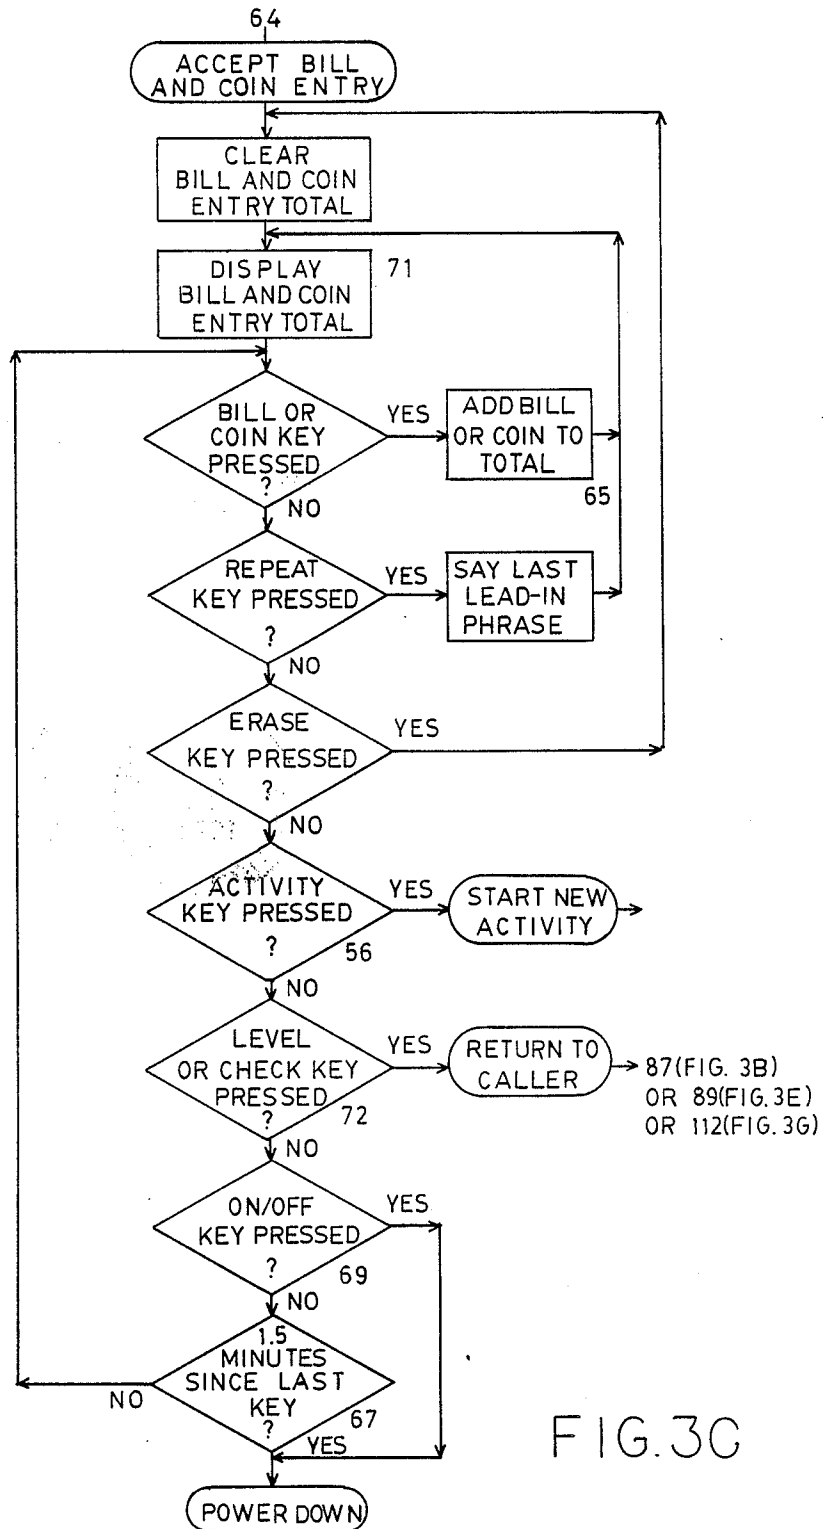 64
ACCEPT BILL
AND COIN ENTRY
CLEAR
BILL AND COIN
ENTRY TOTAL
DISPLAY
BILL AND COIN
ENTRY TOTAL
71
BILL OR
COIN KEY
PRESSED
?
YES
ADD BILL
OR COIN TO
TOTAL
65
NO
REPEAT
KEY PRESSED
?
YES
SAY LAST
LEAD-IN
PHRASE
NO
ERASE
KEY PRESSED
?
YES
NO
ACTIVITY
KEY PRESSED
?
56
YES
START NEW
ACTIVITY
NO
LEVEL
OR CHECK KEY
PRESSED
?
72
YES
RETURN TO
CALLER
87(FIG. 3B)
OR 89(FIG.3E)
OR 112(FIG.3G)
NO
ON/OFF
KEY PRESSED
?
69
YES
NO
1.5
MINUTES
SINCE LAST
KEY
?
67
NO
YES
POWER DOWN
FIG.3C